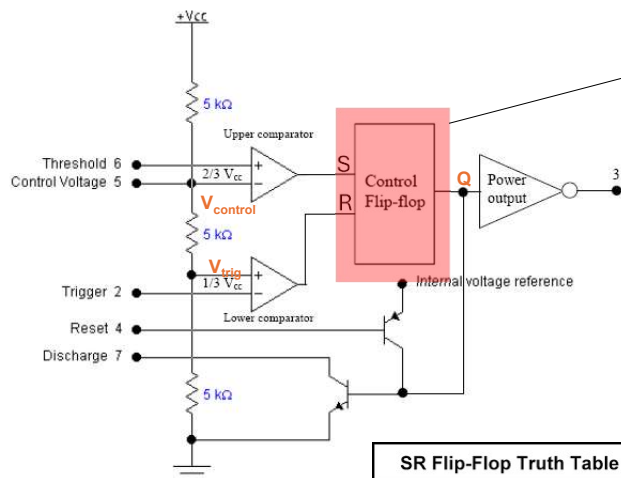 +Vcc
5 kΩ
Upper comparator
Threshold 6
+
2/3 Vcc
S
Control Voltage 5
−
Control
Flip-flop
Q
Power
output
3
Vcontrol
R
5 kΩ
Vtrig
+
1/3 Vcc
Trigger 2
−
Internal voltage reference
Lower comparator
Reset 4
Discharge 7
5 kΩ
SR Flip-Flop Truth Table